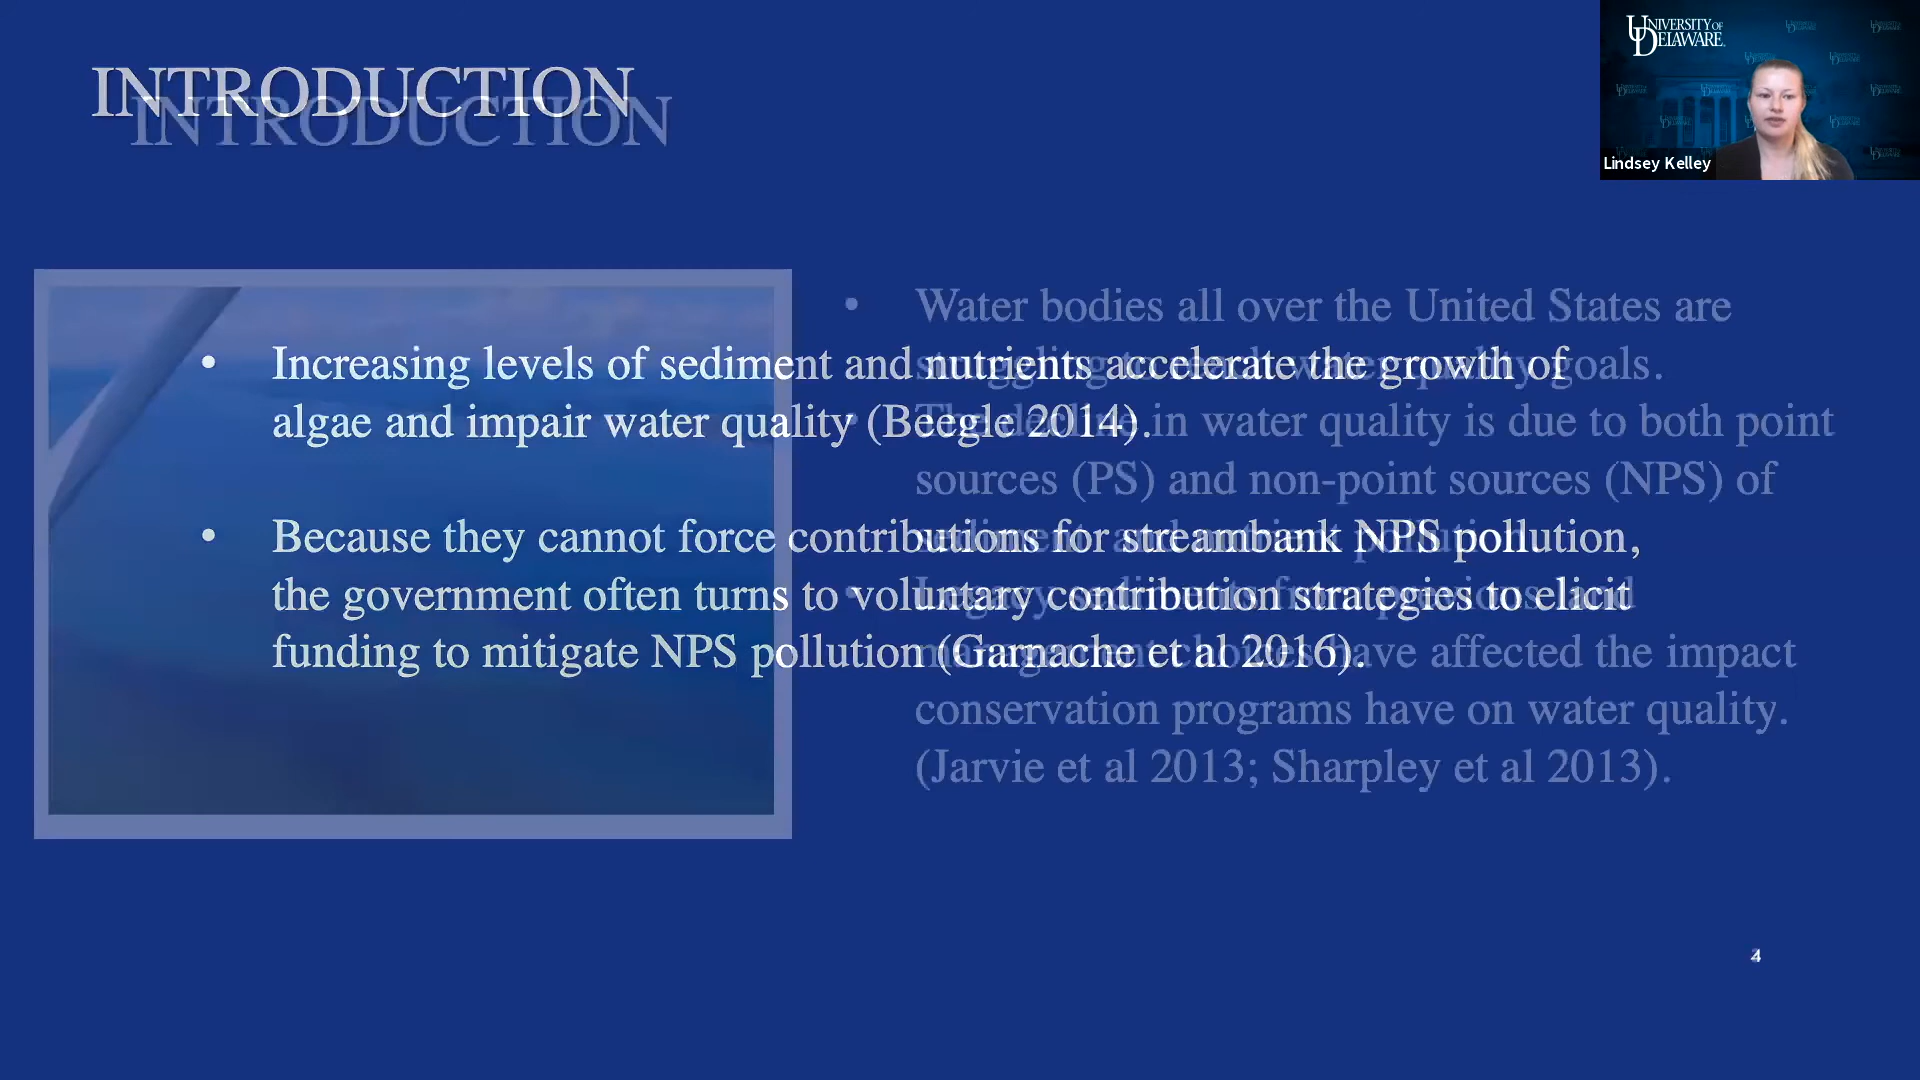 INTRODUCTION
INTRODUCTION
UNIVERSITY OF
DELAWARE
Lindsey Kelley
• Increasing levels of sediment and nutrients accelerate the growth of
algae and impair water quality (Beegle 2014).
• Because they cannot force contributions for streambank NPS pollution,
the government often turns to voluntary contribution strategies to elicit
funding to mitigate NPS pollution (Garnache et al 2016).
• Water bodies all over the United States are
goals.
in water quality is due to both point
sources (PS) and non-point sources (NPS) of
have affected the impact
conservation programs have on water quality.
(Jarvie et al 2013; Sharpley et al 2013).
4